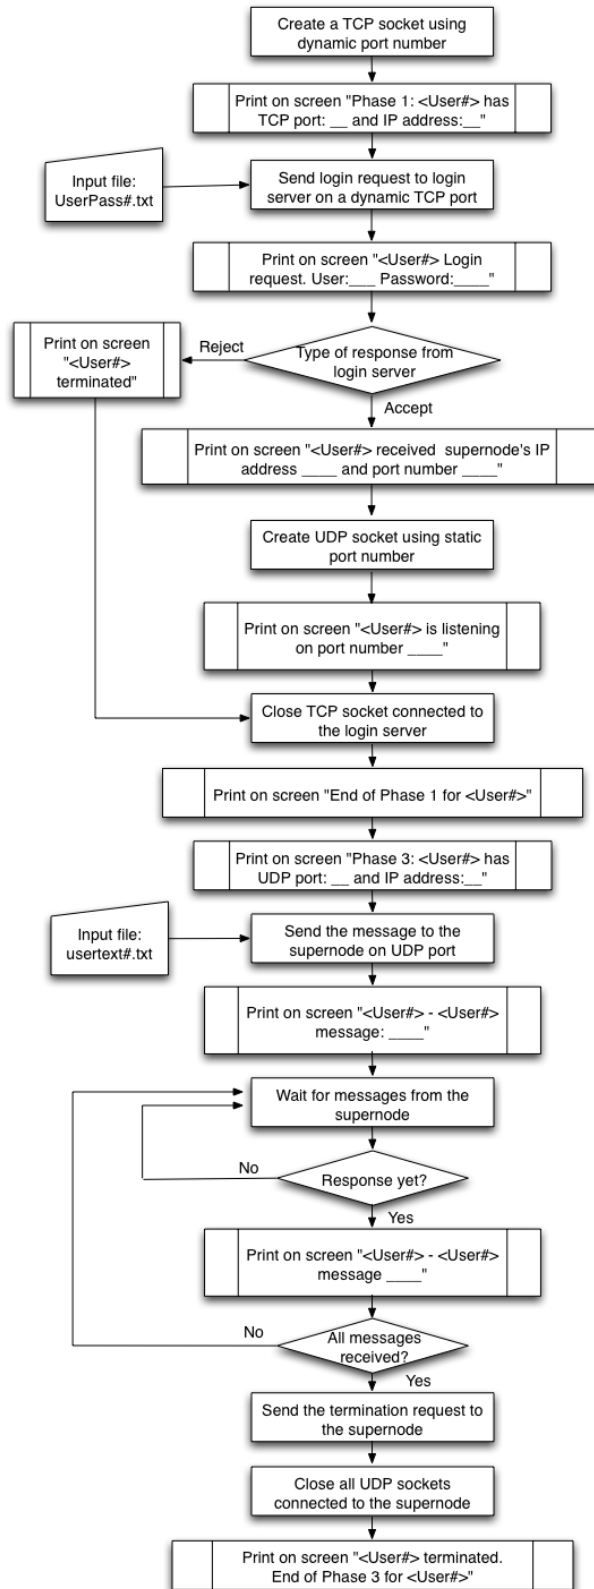 Create a TCP socket using
dynamic port number
Print on screen "Phase 1: <User#> has
TCP port: __ and IP address:__"
Input file:
UserPass#.txt
Send login request to login
server on a dynamic TCP port
Print on screen "<User#> Login
request. User:___ Password:____"
Print on screen
"<User#>
terminated"
Reject
Type of response from
login server
Accept
Print on screen "<User#> received  supernode's IP
address ____ and port number ____"
Create UDP socket using static
port number
Print on screen "<User#> is listening
on port number ____"
Close TCP socket connected to
the login server
Print on screen "End of Phase 1 for <User#>"
Print on screen "Phase 3: <User#> has
UDP port: __ and IP address:__"
Input file:
usertext#.txt
Send the message to the
supernode on UDP port
Print on screen "<User#> - <User#>
message: ____"
Wait for messages from the
supernode
No
Response yet?
Yes
Print on screen "<User#> - <User#>
message ____"
No
All messages
received?
Yes
Send the termination request to
the supernode
Close all UDP sockets
connected to the supernode
Print on screen "<User#> terminated.
End of Phase 3 for <User#>"